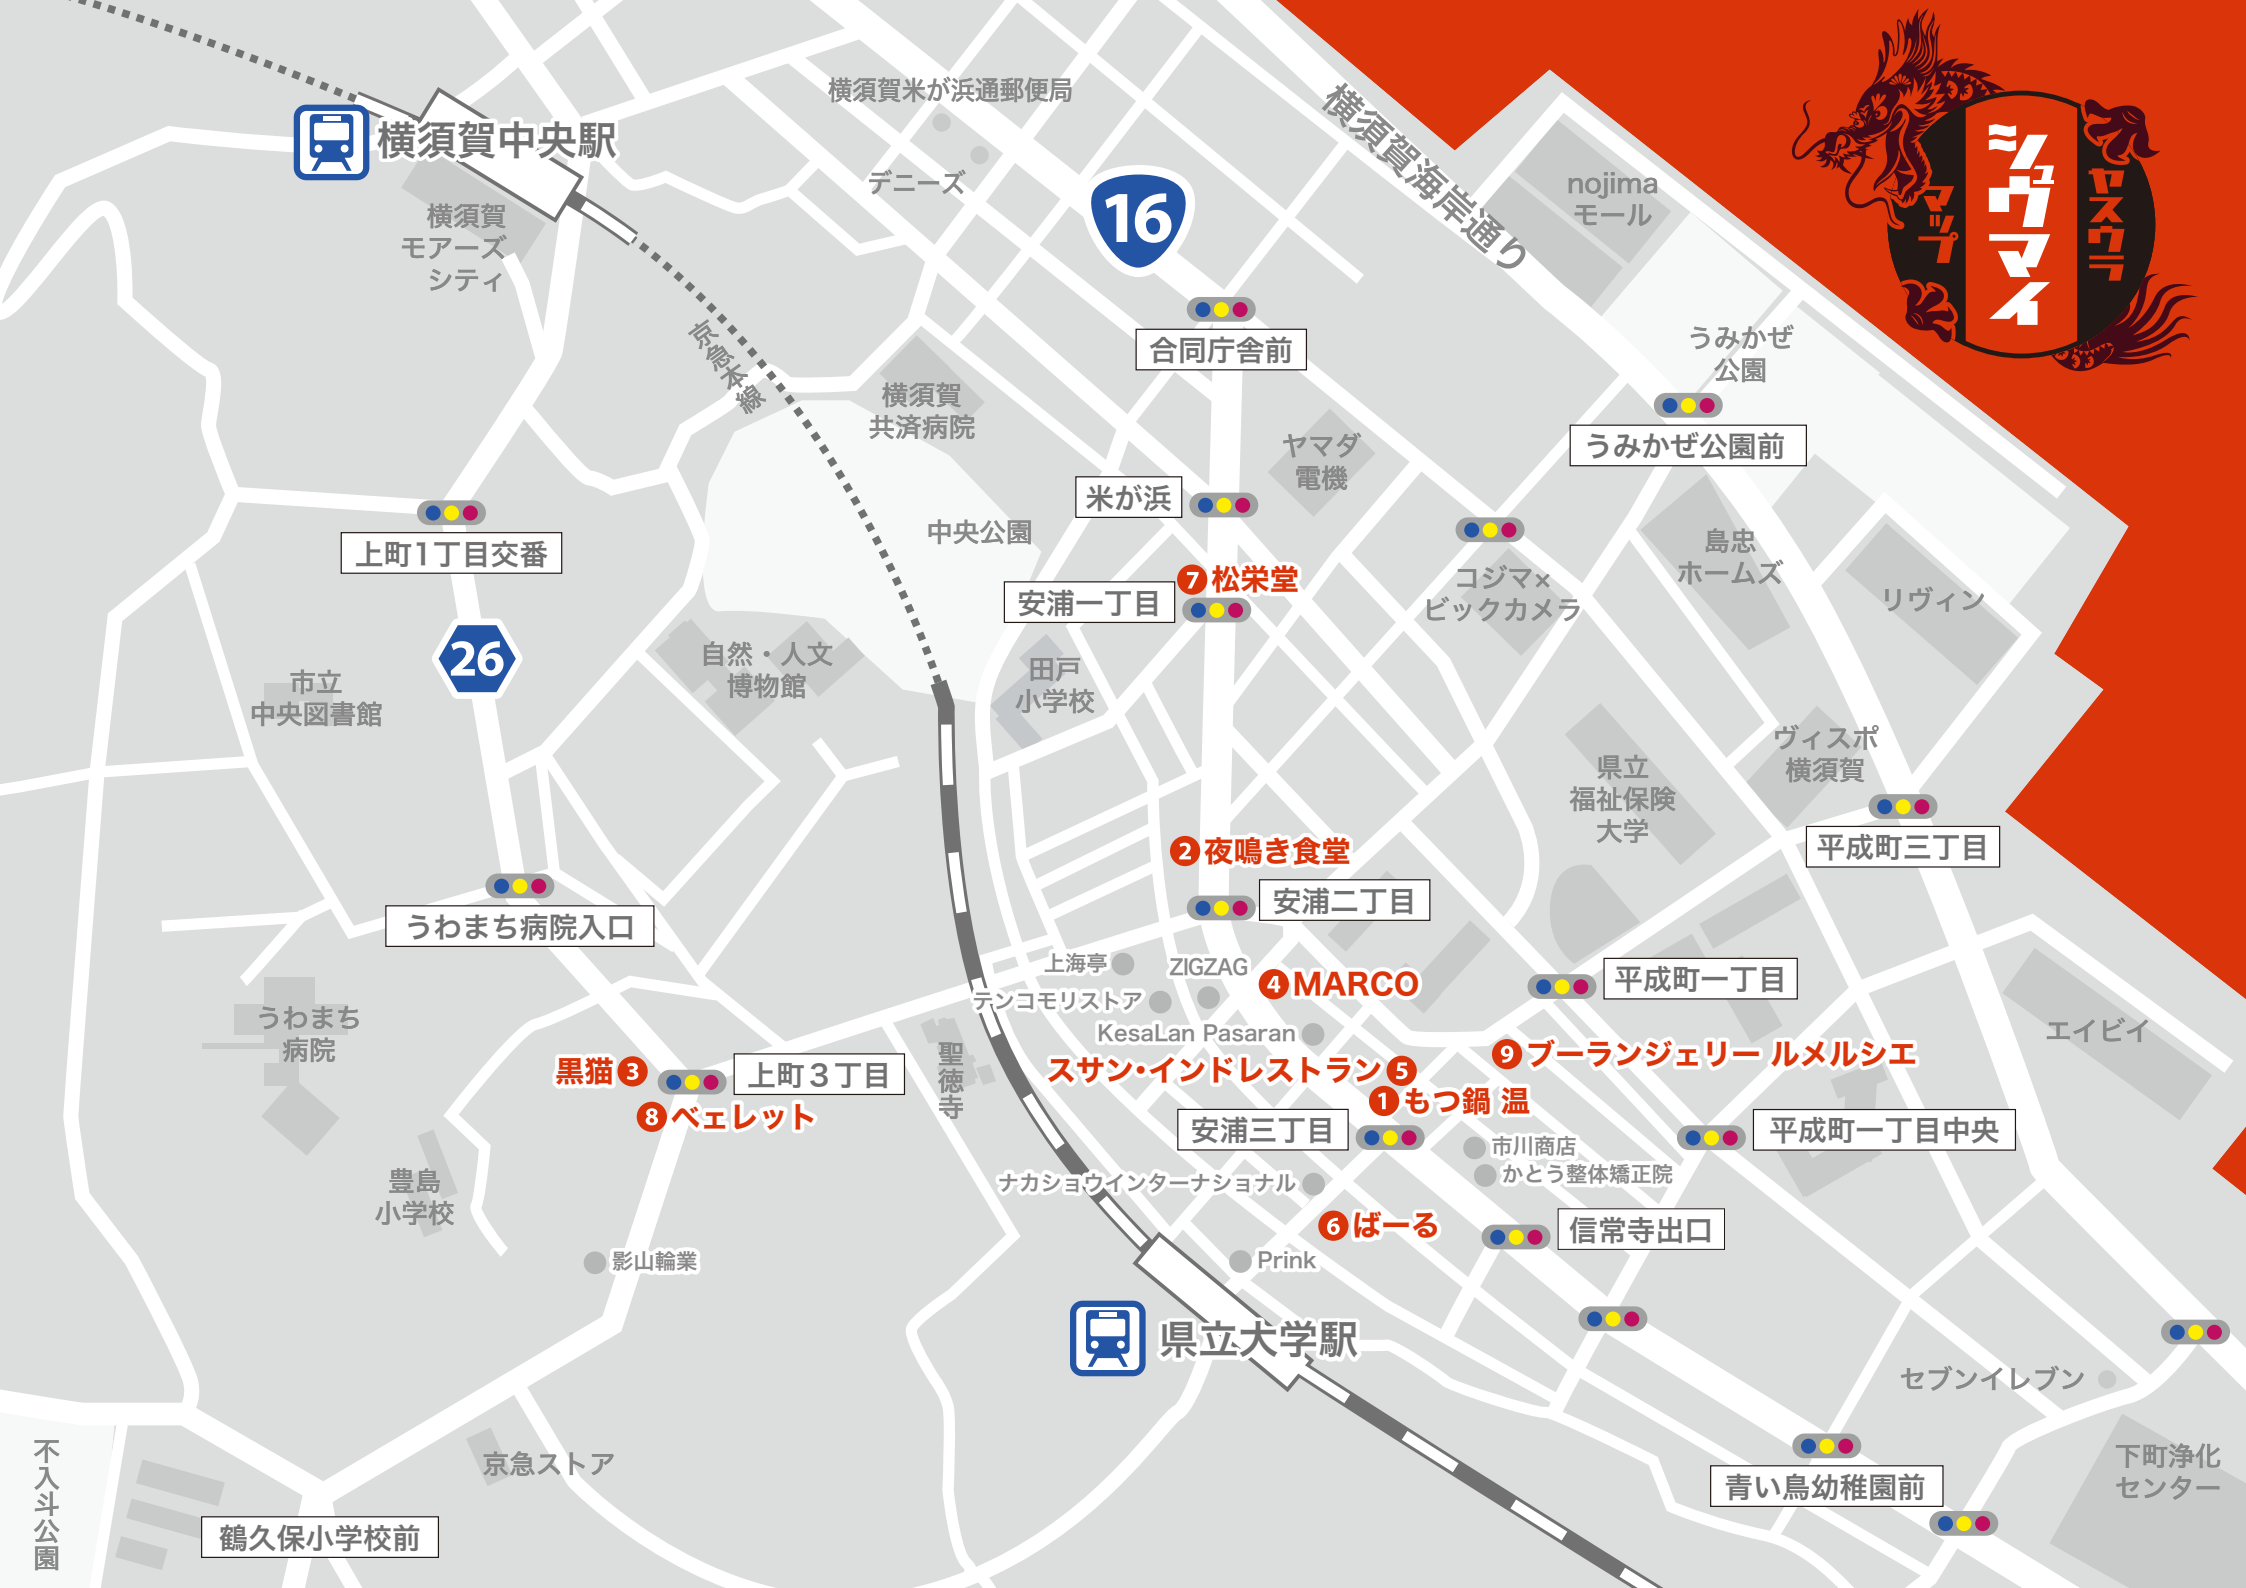 横須賀米が浜通郵便局
横須賀海岸通り
横須賀中央駅
デニーズ
16
nojima
モール
ヤスウラ
シウマイ
マップ
横須賀
モアーズ
シティ
京急本線
合同庁舎前
うみかぜ
公園
横須賀
共済病院
ヤマダ
電機
うみかぜ公園前
米が浜
中央公園
上町1丁目交番
島忠
ホームズ
7 松栄堂
安浦一丁目
コジマ×
ビックカメラ
リヴィン
26
自然・人文
博物館
田戸
小学校
市立
中央図書館
県立
福祉保険
大学
ヴィスポ
横須賀
平成町三丁目
2 夜鳴き食堂
安浦二丁目
うわまち病院入口
上海亭
ZIGZAG
4 MARCO
平成町一丁目
テンコモリストア
KesaLan Pasaran
うわまち
病院
エイビイ
聖徳寺
黒猫 3
上町３丁目
スサン・インドレストラン 5
9 ブーランジェリー ルメルシエ
1 もつ鍋 温
8 ベェレット
安浦三丁目
平成町一丁目中央
市川商店
かとう整体矯正院
豊島
小学校
ナカショウインターナショナル
6 ばーる
信常寺出口
影山輪業
Prink
県立大学駅
セブンイレブン
不入斗公園
京急ストア
下町浄化
センター
青い鳥幼稚園前
鶴久保小学校前